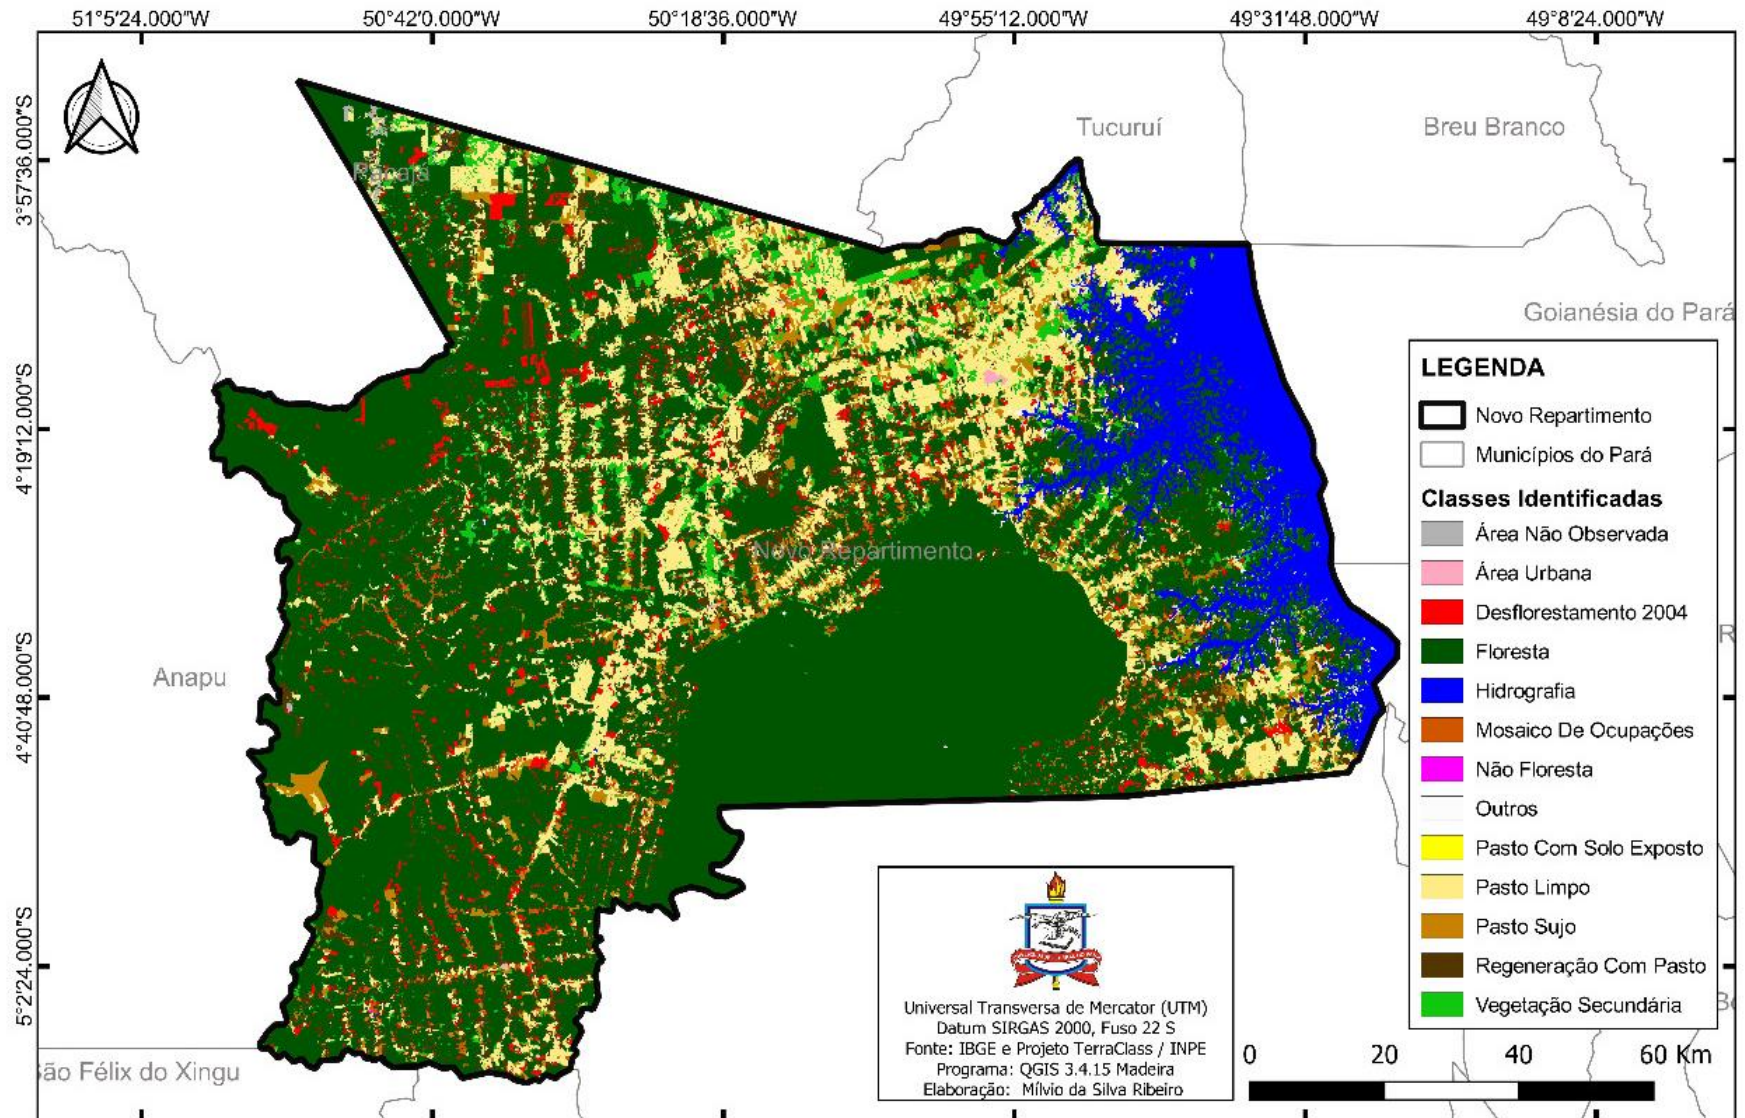 51°5'24.000"W 50°42'0.000"W 50°18'36.000"W 49°55'12.000"W 49°31'48.000"W 49°8'24.000"W
3°57'36.000"S
4°19'12.000"S
4°40'48.000"S
5°2'24.000"S
Tucuruí
Breu Branco
Pacajá
Goianésia do Pará
Novo Repartimento
Anapu
São Félix do Xingu
LEGENDA
Novo Repartimento
Municípios do Pará
Classes Identificadas
Área Não Observada
Área Urbana
Desflorestamento 2004
Floresta
Hidrografia
Mosaico De Ocupações
Não Floresta
Outros
Pasto Com Solo Exposto
Pasto Limpo
Pasto Sujo
Regeneração Com Pasto
Vegetação Secundária
Universal Transversa de Mercator (UTM)
Datum SIRGAS 2000, Fuso 22 S
Fonte: IBGE e Projeto TerraClass / INPE
Programa: QGIS 3.4.15 Madeira
Elaboração: Mílvio da Silva Ribeiro
0 20 40 60 Km